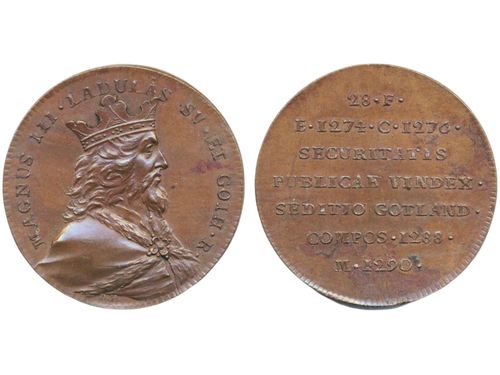 MAGNUS III · LADULÅS SV · ET GOTH · R ·
28 · F ·
E · 1274 · C · 1276 ·
SECURITATIS
PUBLICAE VINDEX ·
SEDITIO GOTLAND ·
COMPOS · 1288 ·
M · 1290 ·